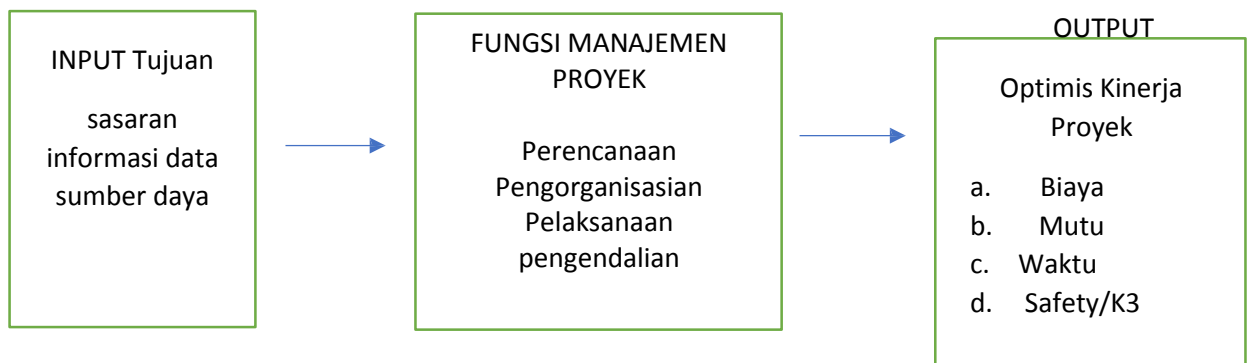 INPUT Tujuan
sasaran
informasi data
sumber daya
FUNGSI MANAJEMEN
PROYEK
Perencanaan
Pengorganisasian
Pelaksanaan
pengendalian
OUTPUT
Optimis Kinerja
Proyek
a. Biaya
b. Mutu
c. Waktu
d. Safety/K3